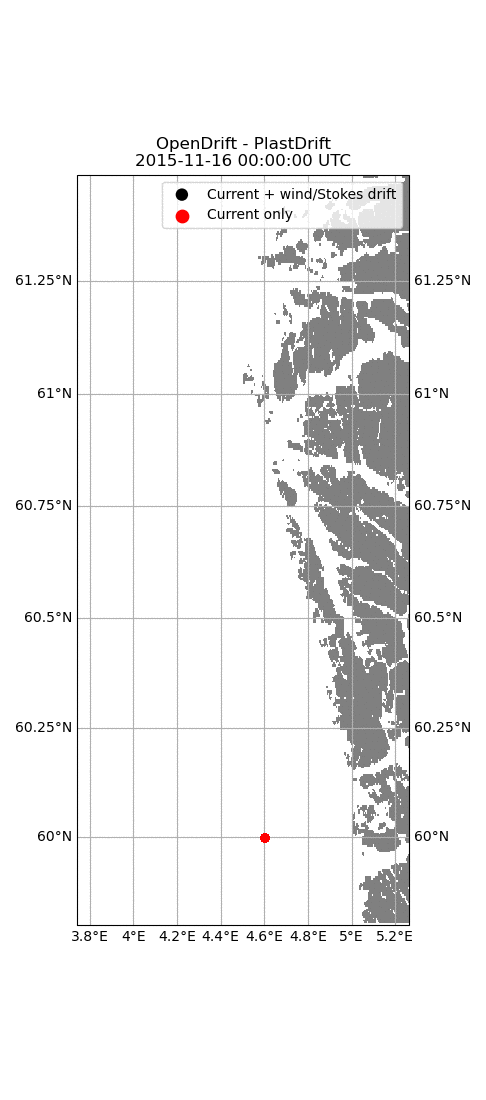 OpenDrift - PlastDrift
2015-11-16 00:00:00 UTC
Current + wind/Stokes drift
Current only
61.25°N 61.25°N
61°N 61°N
60.75°N 60.75°N
60.5°N 60.5°N
60.25°N 60.25°N
60°N 60°N
3.8°E 4°E 4.2°E 4.4°E 4.6°E 4.8°E 5°E 5.2°E